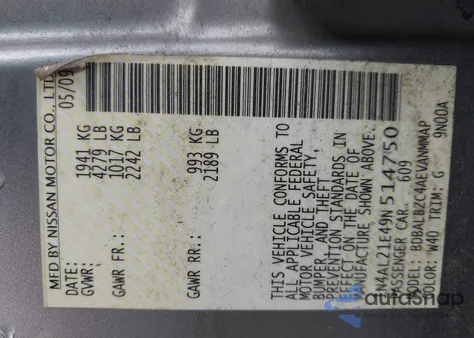 MFD BY NISSAN MOTOR CO., LTD
DATE: 05/09
GVWR: 1941 KG
4279 LB
GAWR FR: 1017 KG
2242 LB
GAWR RR: 993 KG
2189 LB
THIS VEHICLE CONFORMS TO
ALL APPLICABLE FEDERAL
MOTOR VEHICLE SAFETY,
BUMPER, AND THEFT
PREVENTION STANDARDS IN
EFFECT ON THE DATE OF
MANUFACTURE SHOWN ABOVE.
1N4AL21E49N514750
PASSENGER CAR. 609
MODEL: BDBALBZC4AEVANMMAP
COLOR: W40 TRIM: G 9N00A
autosnap